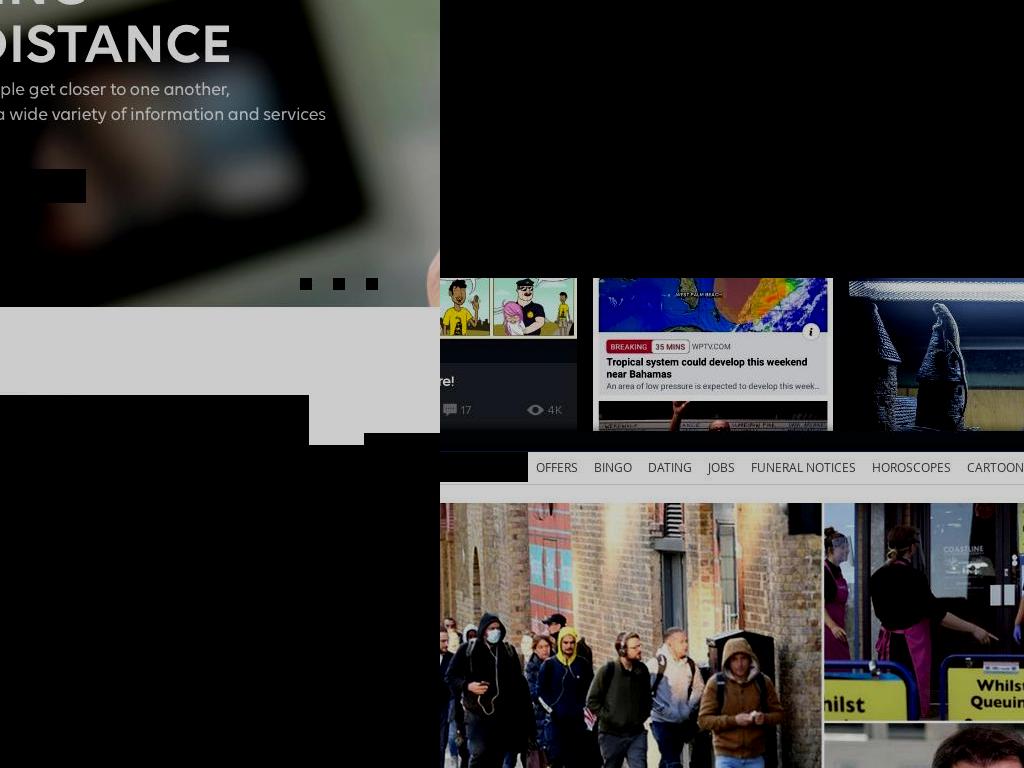 DISTANCE
ple get closer to one another,
a wide variety of information and services
WEST PALM BEACH
BREAKING 35 MINS WPTV.COM
Tropical system could develop this weekend
near Bahamas
An area of low pressure is expected to develop this week...
re!
17 4K
OFFERS BINGO DATING JOBS FUNERAL NOTICES HOROSCOPES CARTOON
COASTLINE
hilst
Whilst
Queuin